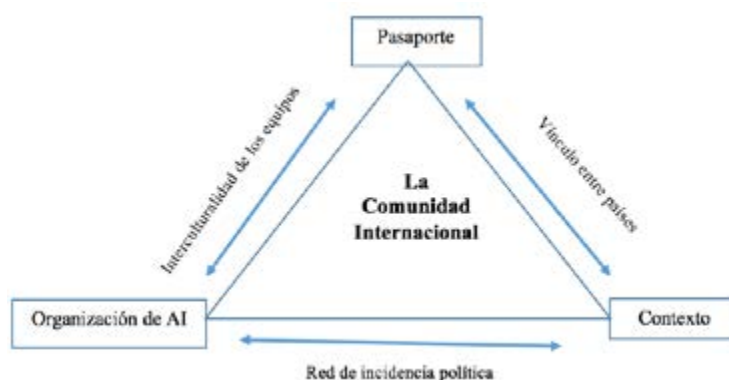 Pasaporte
Interculturalidad de los equipos
Vínculo entre países
La
Comunidad
Internacional
Organización de AI
Contexto
Red de incidencia política